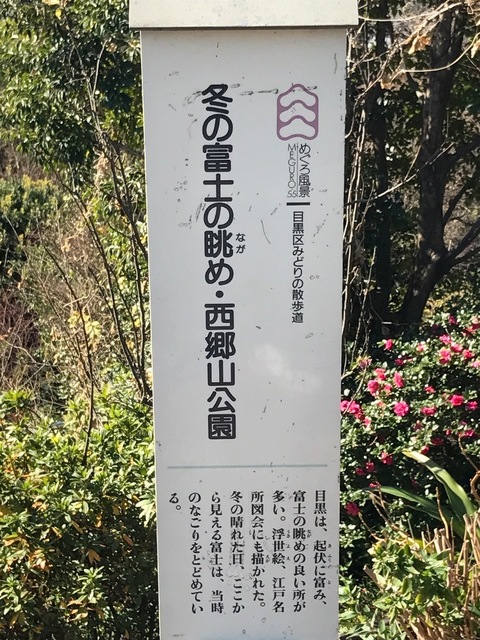 めぐろ風景
MEGURO 55
目黒区みどりの散歩道
冬の富士の眺め・西郷山公園
なが
目黒は、起伏に富み、
富士の眺めの良い所が
多い。浮世絵、江戸名
所図会にも描かれた。
冬の晴れた日、ここか
ら見える富士は、当時
のなごりをとどめてい
る。